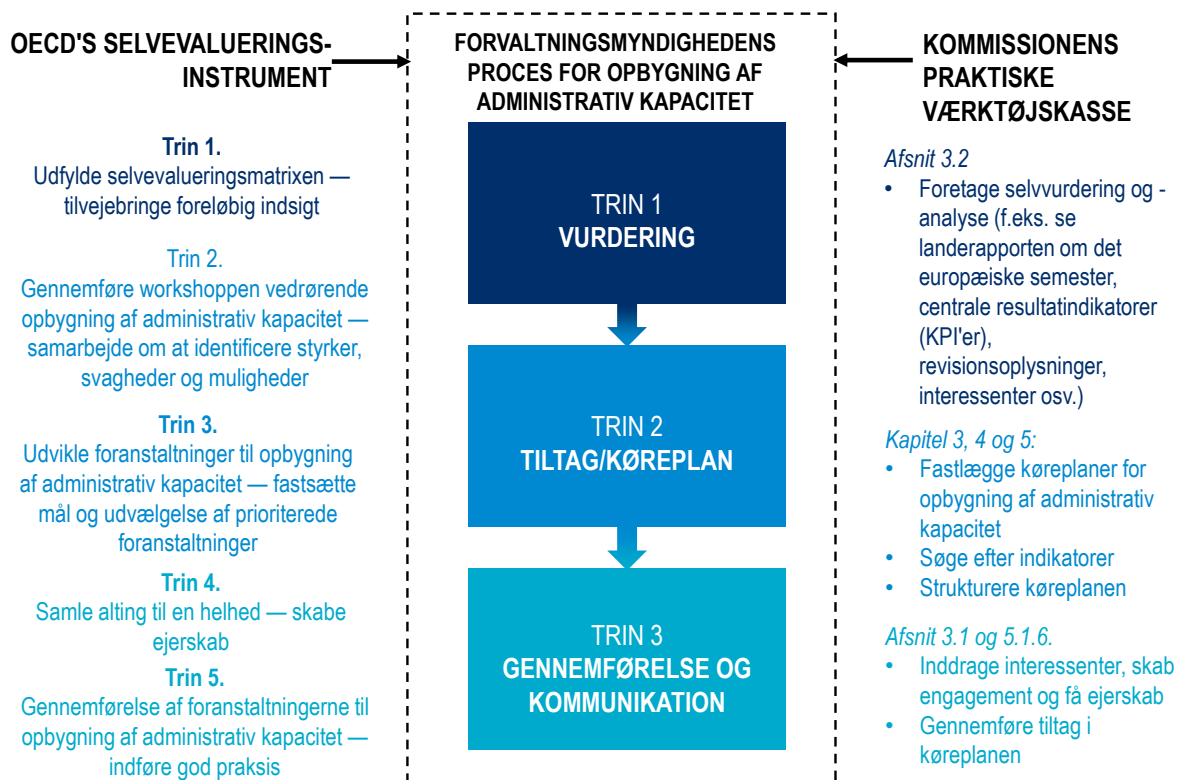 OECD'S SELVEVALUERINGS-
INSTRUMENT
Trin 1.
Udfylde selvevalueringsmatrixen —
tilvejebringe foreløbig indsigt
Trin 2.
Gennemføre workshoppen vedrørende
opbygning af administrativ kapacitet —
samarbejde om at identificere styrker,
svagheder og muligheder
Trin 3.
Udvikle foranstaltninger til opbygning
af administrativ kapacitet — fastsætte
mål og udvælgelse af prioriterede
foranstaltninger
Trin 4.
Samle alting til en helhed — skabe
ejerskab
Trin 5.
Gennemførelse af foranstaltningerne til
opbygning af administrativ kapacitet —
indføre god praksis
FORVALTNINGSMYNDIGHEDENS
PROCES FOR OPBYGNING AF
ADMINISTRATIV KAPACITET
TRIN 1
VURDERING
TRIN 2
TILTAG/KØREPLAN
TRIN 3
GENNEMFØRELSE OG
KOMMUNIKATION
KOMMISSIONENS
PRAKTISKE
VÆRKTØJSKASSE
Afsnit 3.2
• Foretage selvvurdering og -
analyse (f.eks. se
landerapporten om det
europæiske semester,
centrale resultatindikatorer
(KPI'er),
revisionsoplysninger,
interessenter osv.)
Kapitel 3, 4 og 5:
• Fastlægge køreplaner for
opbygning af administrativ
kapacitet
• Søge efter indikatorer
• Strukturere køreplanen
Afsnit 3.1 og 5.1.6.
• Inddrage interessenter, skab
engagement og få ejerskab
• Gennemføre tiltag i
køreplanen